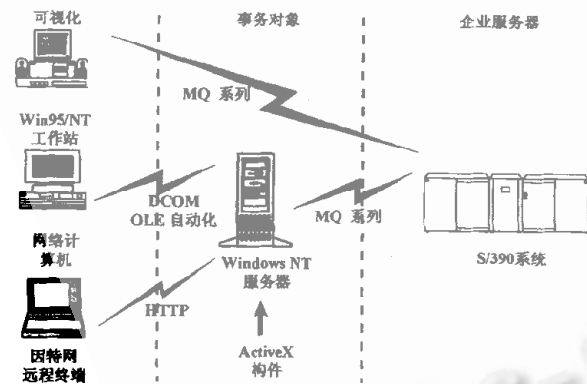 可视化
事务对象
企业服务器
MQ 系列
Win95/NT
工作站
DCOM
OLE 自动化
MQ 系列
网络计
算机
Windows NT
服务器
S/390系统
HTTP
因特网
远程终端
ActiveX
构件